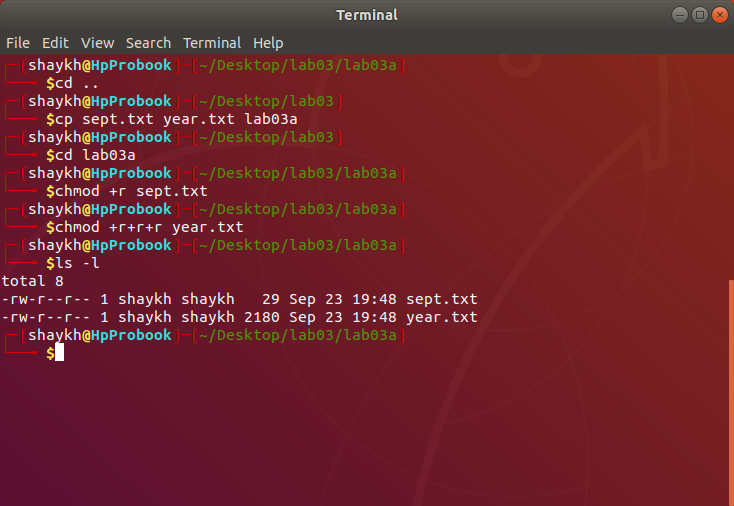 Terminal
File Edit View Search Terminal Help
┌─[shaykh@HpProbook]─[~/Desktop/lab03/lab03a]
└──╼ $cd ..
┌─[shaykh@HpProbook]─[~/Desktop/lab03]
└──╼ $cp sept.txt year.txt lab03a
┌─[shaykh@HpProbook]─[~/Desktop/lab03]
└──╼ $cd lab03a
┌─[shaykh@HpProbook]─[~/Desktop/lab03/lab03a]
└──╼ $chmod +r sept.txt
┌─[shaykh@HpProbook]─[~/Desktop/lab03/lab03a]
└──╼ $chmod +r+r+r year.txt
┌─[shaykh@HpProbook]─[~/Desktop/lab03/lab03a]
└──╼ $ls -l
total 8
-rw-r--r-- 1 shaykh shaykh   29 Sep 23 19:48 sept.txt
-rw-r--r-- 1 shaykh shaykh 2180 Sep 23 19:48 year.txt
┌─[shaykh@HpProbook]─[~/Desktop/lab03/lab03a]
└──╼ $